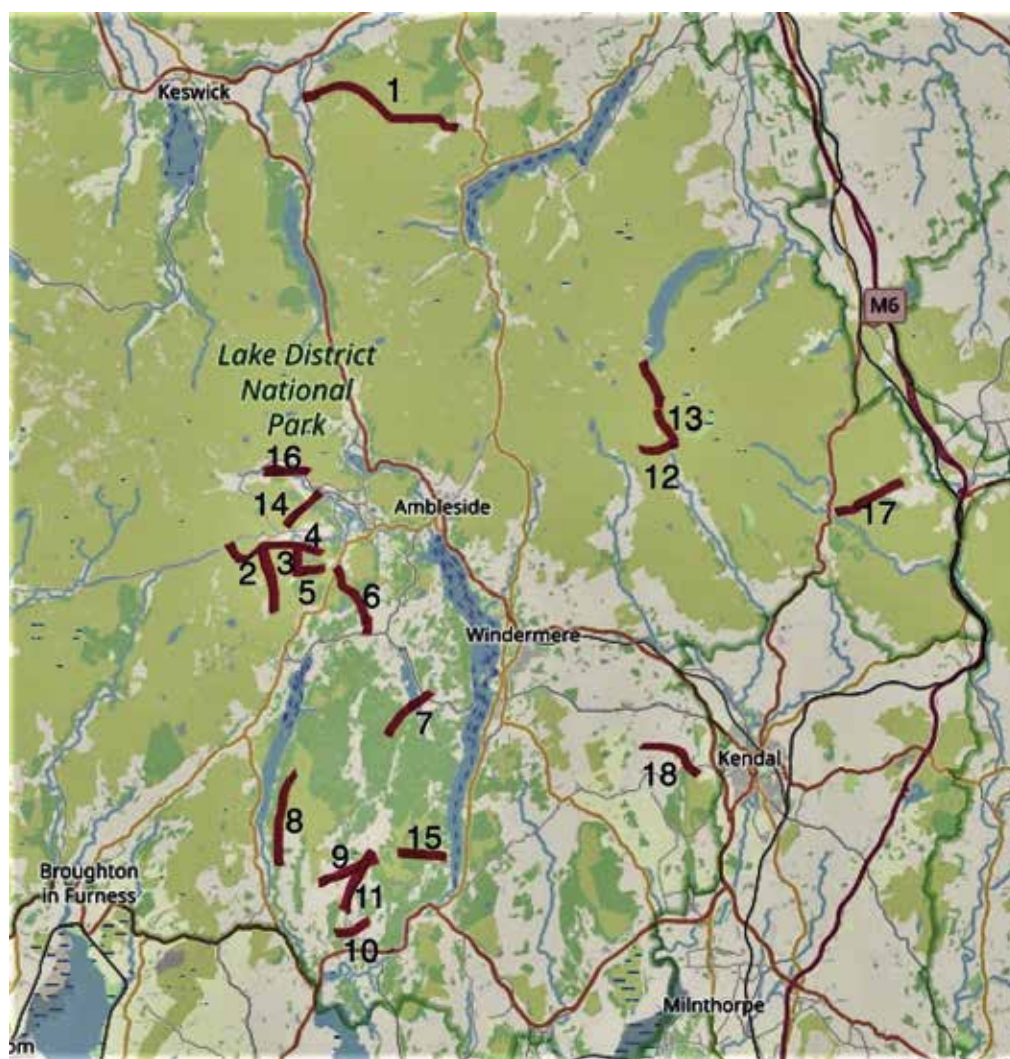 1
Keswick
M6
Lake District
National
Park
13
16
12
Ambleside
14
17
4
2
3
5
6
Windermere
7
18
Kendal
8
15
9
Broughton
in Furness
11
10
Milnthorpe
om